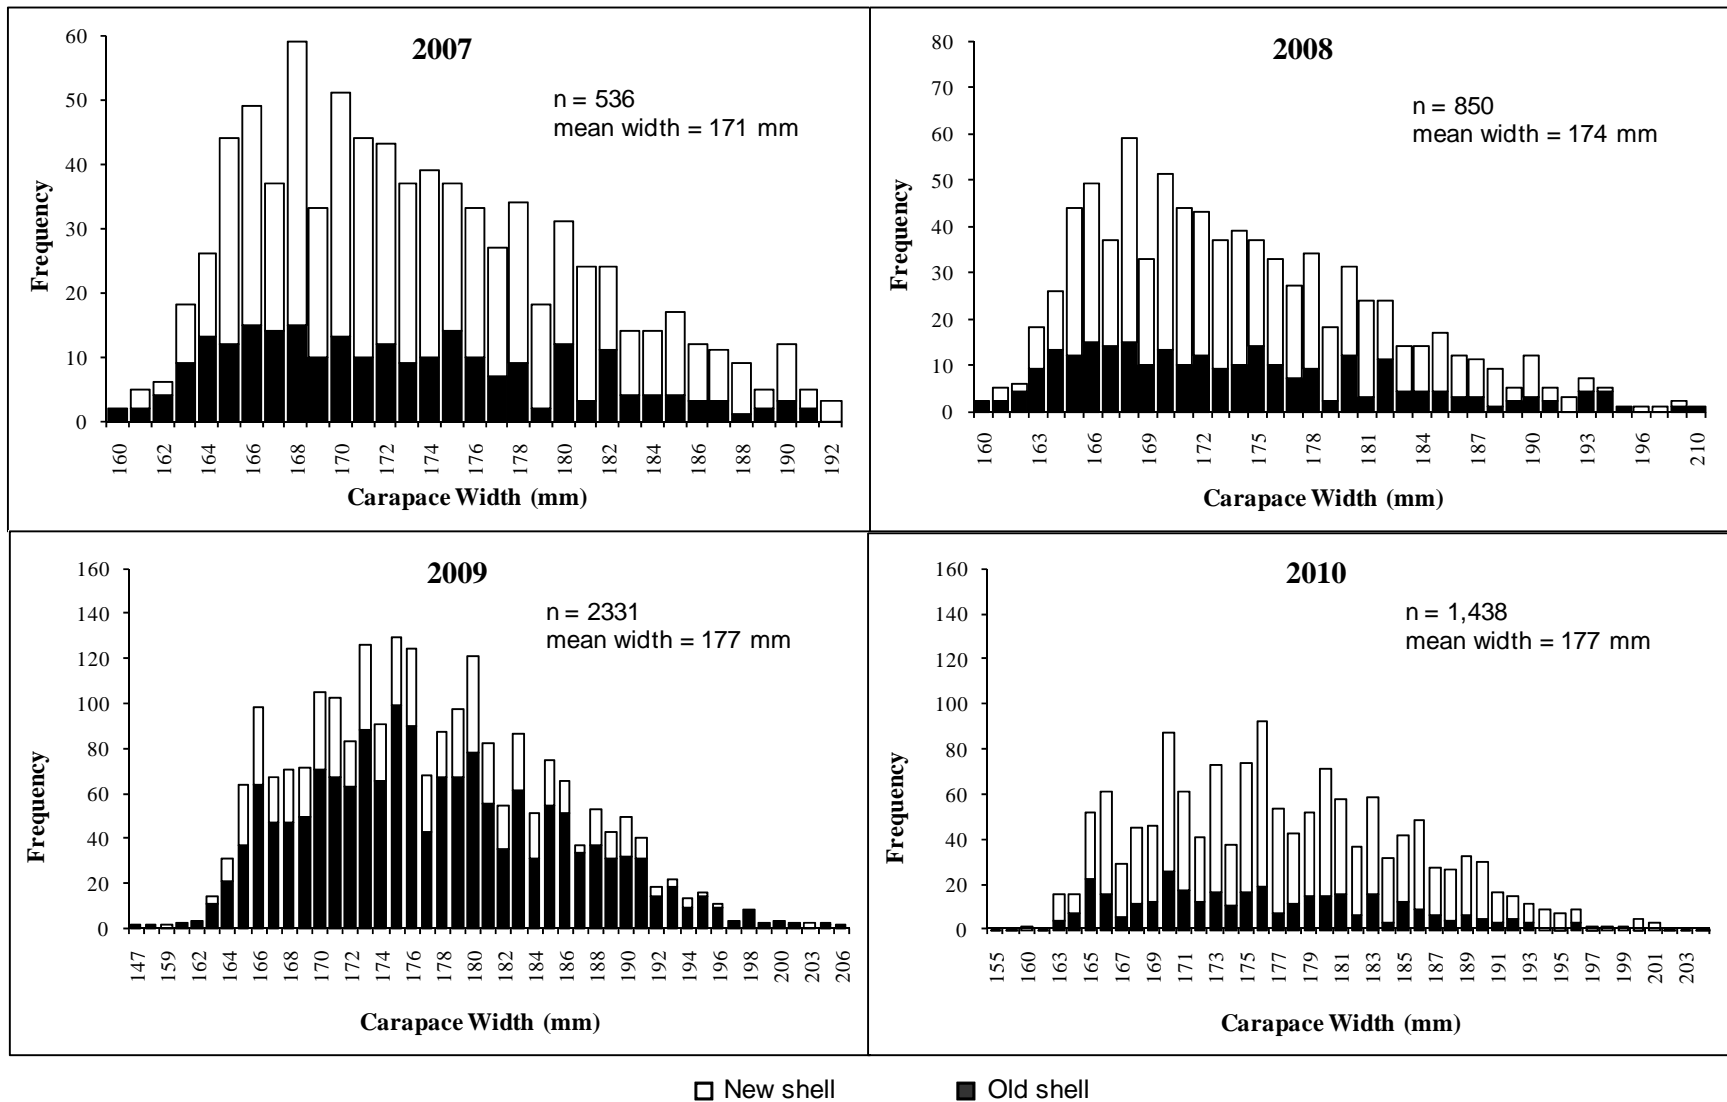 2007
n = 536
mean width = 171 mm
60
50
40
30
20
10
0
Frequency
160 162 164 166 168 170 172 174 176 178 180 182 184 186 188 190 192
Carapace Width (mm)
2008
n = 850
mean width = 174 mm
80
70
60
50
40
30
20
10
0
Frequency
160 163 166 169 172 175 178 181 184 187 190 193 196 210
Carapace Width (mm)
2009
n = 2331
mean width = 177 mm
160
140
120
100
80
60
40
20
0
Frequency
147 159 162 164 166 168 170 172 174 176 178 180 182 184 186 188 190 192 194 196 198 200 203 206
Carapace Width (mm)
2010
n = 1,438
mean width = 177 mm
160
140
120
100
80
60
40
20
0
Frequency
155 160 163 165 167 169 171 173 175 177 179 181 183 185 187 189 191 193 195 197 199 201 203
Carapace Width (mm)
New shell Old shell